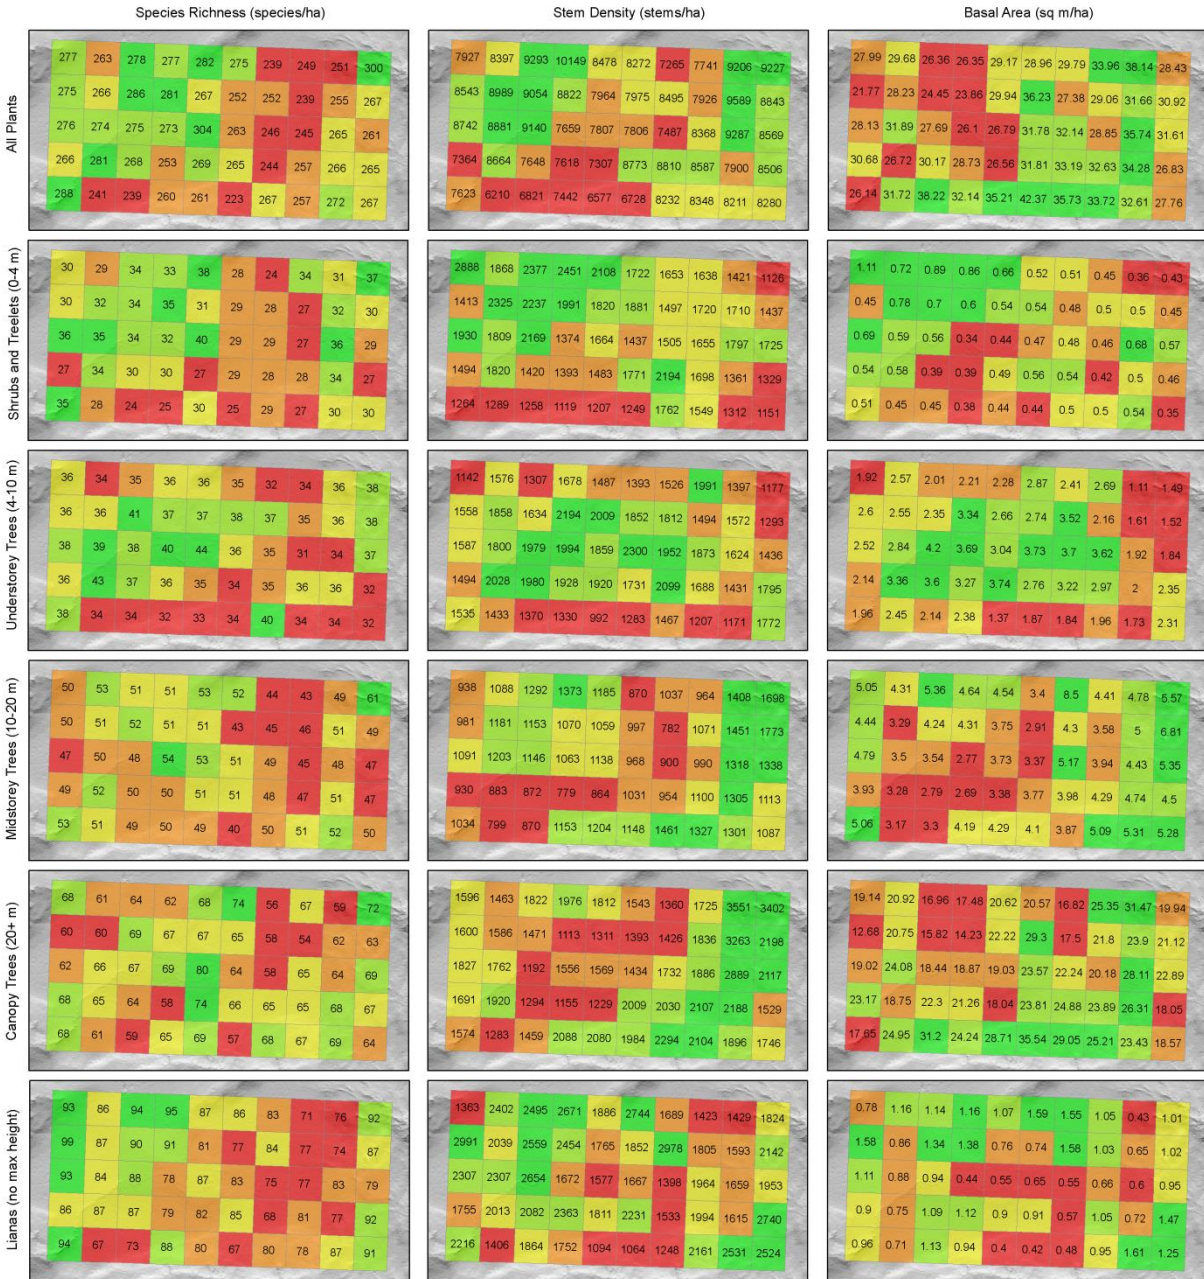 Species Richness (species/ha) Stem Density (stems/ha) Basal Area (sq m/ha)
All Plants
277 263 278 277 282 275 239 249 251 300 7927 8397 9293 10149 8478 8272 7265 7741 9206 9227 27.99 29.68 26.36 26.35 29.17 28.96 29.79 33.96 38.14 28.43
275 266 286 281 267 252 252 239 255 267 8543 8989 9054 8822 7964 7975 8495 7926 9589 8843 21.77 28.23 24.45 23.86 29.94 36.23 27.38 29.06 31.66 30.92
276 274 275 273 304 263 246 245 265 261 8742 8881 9140 7659 7807 7806 7487 8368 9287 8569 28.13 31.89 27.69 26.1 26.79 31.78 32.14 28.85 35.74 31.61
266 281 268 253 269 265 244 257 266 265 7364 8664 7648 7618 7307 8773 8810 8587 7900 8506 30.68 26.72 30.17 28.73 26.56 31.81 33.19 32.63 34.28 26.83
288 241 239 260 261 223 267 257 272 267 7623 6210 6821 7442 6577 6728 8232 8348 8211 8280 26.14 31.72 38.22 32.14 35.21 42.37 35.73 33.72 32.61 27.76
Shrubs and Treelets (0-4 m)
30 29 34 33 38 28 24 34 31 37 2888 1868 2377 2451 2108 1722 1653 1638 1421 1126 1.11 0.72 0.89 0.86 0.66 0.52 0.51 0.45 0.36 0.43
30 32 34 35 31 29 28 27 32 30 1413 2325 2237 1991 1820 1881 1497 1720 1710 1437 0.45 0.78 0.7 0.6 0.54 0.54 0.48 0.5 0.5 0.45
36 35 34 32 40 29 29 27 36 29 1930 1809 2169 1374 1664 1437 1505 1655 1797 1725 0.69 0.59 0.56 0.34 0.44 0.47 0.48 0.46 0.68 0.57
27 34 30 30 27 29 28 28 34 27 1494 1820 1420 1393 1483 1771 2194 1698 1361 1329 0.54 0.58 0.39 0.39 0.49 0.56 0.54 0.42 0.5 0.46
35 28 24 25 30 25 29 27 30 30 1264 1289 1258 1119 1207 1249 1762 1549 1312 1151 0.51 0.45 0.45 0.38 0.44 0.44 0.5 0.5 0.54 0.35
Understorey Trees (4-10 m)
36 34 35 36 36 35 32 34 36 38 1142 1576 1307 1678 1487 1393 1526 1991 1397 1177 1.92 2.57 2.01 2.21 2.28 2.87 2.41 2.69 1.11 1.49
36 36 41 37 37 38 37 35 36 38 1558 1858 1634 2194 2009 1852 1812 1494 1572 1293 2.6 2.55 2.35 3.34 2.66 2.74 3.52 2.16 1.61 1.52
38 39 38 40 44 36 35 31 34 37 1587 1800 1979 1994 1859 2300 1952 1873 1624 1436 2.52 2.84 4.2 3.69 3.04 3.73 3.7 3.62 1.92 1.84
36 43 37 36 35 34 35 36 36 32 1494 2028 1980 1928 1920 1731 2099 1688 1431 1795 2.14 3.36 3.6 3.27 3.74 2.76 3.22 2.97 2 2.35
38 34 34 32 33 34 40 34 34 32 1535 1433 1370 1330 992 1283 1467 1207 1171 1772 1.96 2.45 2.14 2.38 1.37 1.87 1.84 1.96 1.73 2.31
Midstorey Trees (10-20 m)
50 53 51 51 53 52 44 43 49 61 938 1088 1292 1373 1185 870 1037 964 1408 1698 5.05 4.31 5.36 4.64 4.54 3.4 8.5 4.41 4.78 5.57
50 51 52 51 51 43 45 46 51 49 981 1181 1153 1070 1059 997 782 1071 1451 1773 4.44 3.29 4.24 4.31 3.75 2.91 4.3 3.58 5 6.81
47 50 48 54 53 51 49 45 48 47 1091 1203 1146 1063 1138 968 900 990 1318 1338 4.79 3.5 3.54 2.77 3.73 3.37 5.17 3.94 4.43 5.35
49 52 50 50 51 51 48 47 51 47 930 883 872 779 864 1031 954 1100 1305 1113 3.93 3.28 2.79 2.69 3.38 3.77 3.98 4.29 4.74 4.5
53 51 49 50 49 40 50 51 52 50 1034 799 870 1153 1204 1148 1461 1327 1301 1087 5.06 3.17 3.3 4.19 4.29 4.1 3.87 5.09 5.31 5.28
Canopy Trees (20+ m)
68 61 64 62 68 74 56 67 59 72 1596 1463 1822 1976 1812 1543 1360 1725 3551 3402 19.14 20.92 16.96 17.48 20.62 20.57 16.82 25.35 31.47 19.94
60 60 69 67 67 65 58 54 62 63 1600 1586 1471 1113 1311 1393 1426 1836 3263 2198 12.68 20.75 15.82 14.23 22.22 29.3 17.5 21.8 23.9 21.12
62 66 67 69 80 64 58 65 64 69 1827 1762 1192 1556 1569 1434 1732 1886 2889 2117 19.02 24.08 18.44 18.87 19.03 23.57 22.24 20.18 28.11 22.89
68 65 64 58 74 66 65 65 68 67 1691 1920 1294 1155 1229 2009 2030 2107 2188 1529 23.17 18.75 22.3 21.26 18.04 23.81 24.88 23.89 26.31 18.05
68 61 59 65 69 57 68 67 69 64 1574 1283 1459 2088 2080 1984 2294 2104 1896 1746 17.65 24.95 31.2 24.24 28.71 35.54 29.05 25.21 23.43 18.57
Lianas (no max height)
93 86 94 95 87 86 83 71 76 92 1363 2402 2495 2671 1886 2744 1689 1423 1429 1824 0.78 1.16 1.14 1.16 1.07 1.59 1.55 1.05 0.43 1.01
99 87 90 91 81 77 84 77 74 87 2991 2039 2559 2454 1765 1852 2978 1805 1593 2142 1.58 0.86 1.34 1.38 0.76 0.74 1.58 1.03 0.65 1.02
93 84 88 78 87 83 75 77 83 79 2307 2307 2654 1672 1577 1667 1398 1964 1659 1953 1.11 0.88 0.94 0.44 0.55 0.65 0.55 0.66 0.6 0.95
86 87 87 79 82 85 68 81 77 92 1755 2013 2082 2363 1811 2231 1533 1994 1615 2740 0.9 0.75 1.09 1.12 0.9 0.91 0.57 1.05 0.72 1.47
94 67 73 88 80 67 80 78 87 91 2216 1406 1864 1752 1094 1064 1248 2161 2531 2524 0.96 0.71 1.13 0.94 0.4 0.42 0.48 0.95 1.61 1.25